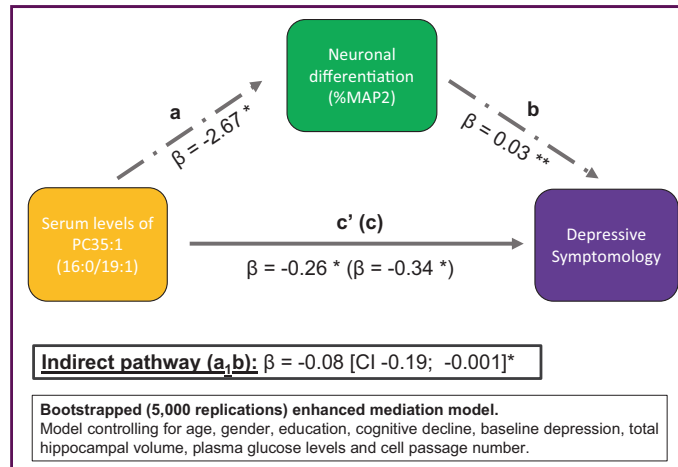 Neuronal
differentiation
(%MAP2)
a
β = -2.67 *
b
β = 0.03 **
Serum levels of
PC35:1
(16:0/19:1)
c' (c)
β = -0.26 * (β = -0.34 *)
Depressive
Symptomology
Indirect pathway (a₁b): β = -0.08 [CI -0.19; -0.001]*
Bootstrapped (5,000 replications) enhanced mediation model.
Model controlling for age, gender, education, cognitive decline, baseline depression, total
hippocampal volume, plasma glucose levels and cell passage number.